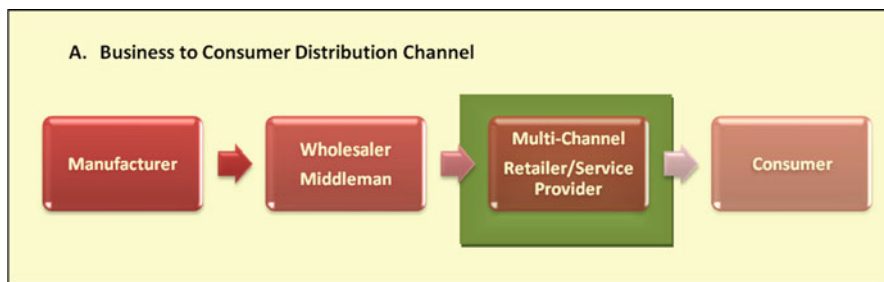 A. Business to Consumer Distribution Channel
Manufacturer
Wholesaler
Middleman
Multi-Channel
Retailer/Service
Provider
Consumer